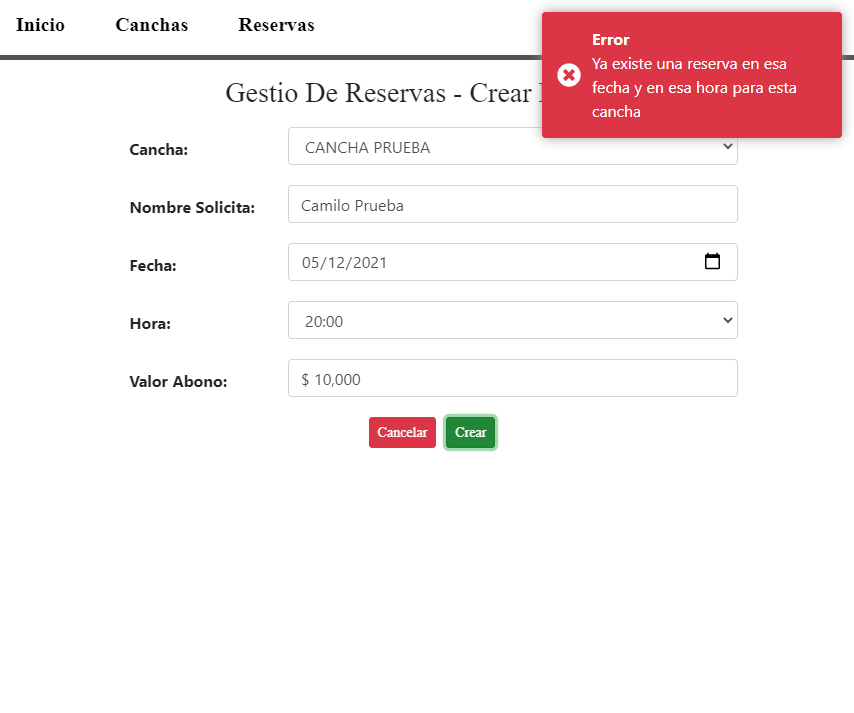 Inicio Canchas Reservas
Error
Ya existe una reserva en esa
fecha y en esa hora para esta
cancha
Gestio De Reservas - Crear
Cancha: CANCHA PRUEBA
Nombre Solicita: Camilo Prueba
Fecha: 05/12/2021
Hora: 20:00
Valor Abono: $ 10,000
Cancelar Crear